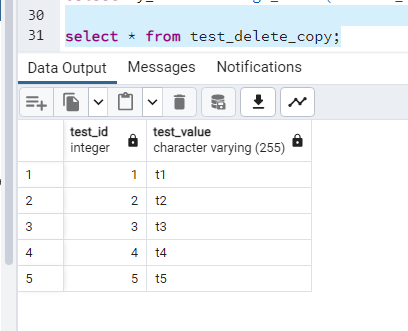 30
31 select * from test_delete_copy;
Data Output Messages Notifications
test_id test_value
integer character varying (255)
1 1 t1
2 2 t2
3 3 t3
4 4 t4
5 5 t5